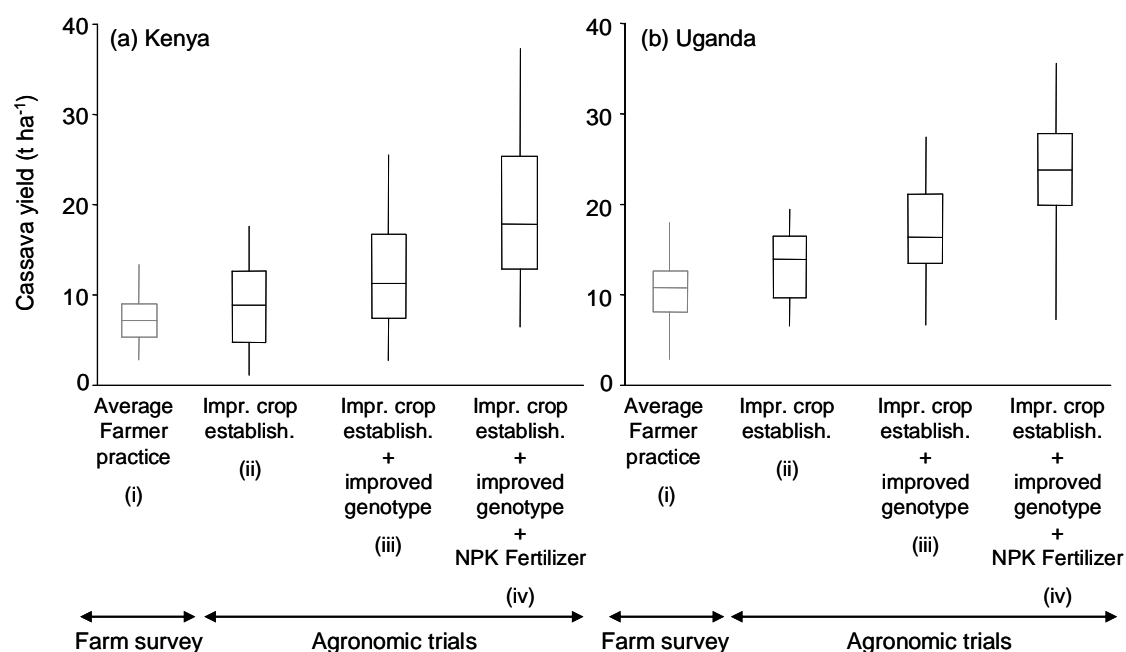 (a) Kenya
Cassava yield (t ha-1)
40
30
20
10
0
Average
Farmer
practice
(i)
Impr. crop
establish.
(ii)
Impr. crop
establish.
+
improved
genotype
(iii)
Impr. crop
establish.
+
improved
genotype
+
NPK Fertilizer
(iv)
Farm survey
Agronomic trials
(b) Uganda
40
30
20
10
0
Average
Farmer
practice
(i)
Impr. crop
establish.
(ii)
Impr. crop
establish.
+
improved
genotype
(iii)
Impr. crop
establish.
+
improved
genotype
+
NPK Fertilizer
(iv)
Farm survey
Agronomic trials